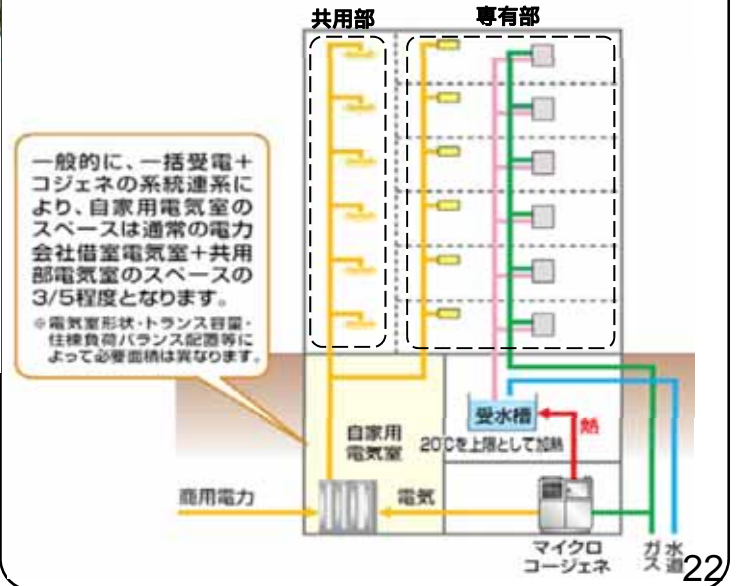 共用部
専有部
一般的に、一括受電＋
コジェネの系統連系に
より、自家用電気室の
スペースは通常の電力
会社借室電気室＋共用
部電気室のスペースの
3/5程度となります。
※電気室形状・トランス容量・
住棟負荷バランス配置等に
よって必要面積は異なります。
受水槽
熱
20℃を上限として加熱
自家用
電気室
商用電力
電気
マイクロ
コージェネ
ガス
水道
22